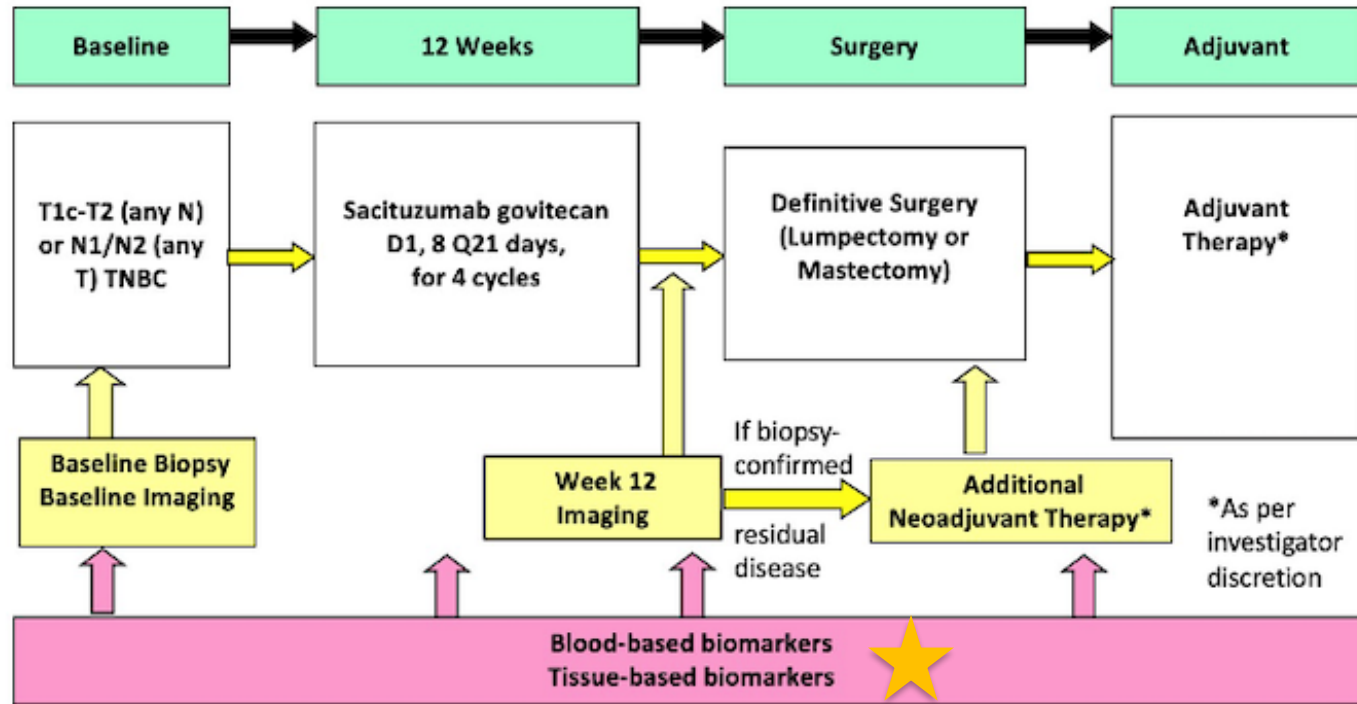 Baseline
12 Weeks
Surgery
Adjuvant
T1c-T2 (any N)
or N1/N2 (any
T) TNBC
Sacituzumab govitecan
D1, 8 Q21 days,
for 4 cycles
Definitive Surgery
(Lumpectomy or
Mastectomy)
Adjuvant
Therapy*
Baseline Biopsy
Baseline Imaging
Week 12
Imaging
If biopsy-
confirmed
residual
disease
Additional
Neoadjuvant Therapy*
*As per
investigator
discretion
Blood-based biomarkers
Tissue-based biomarkers